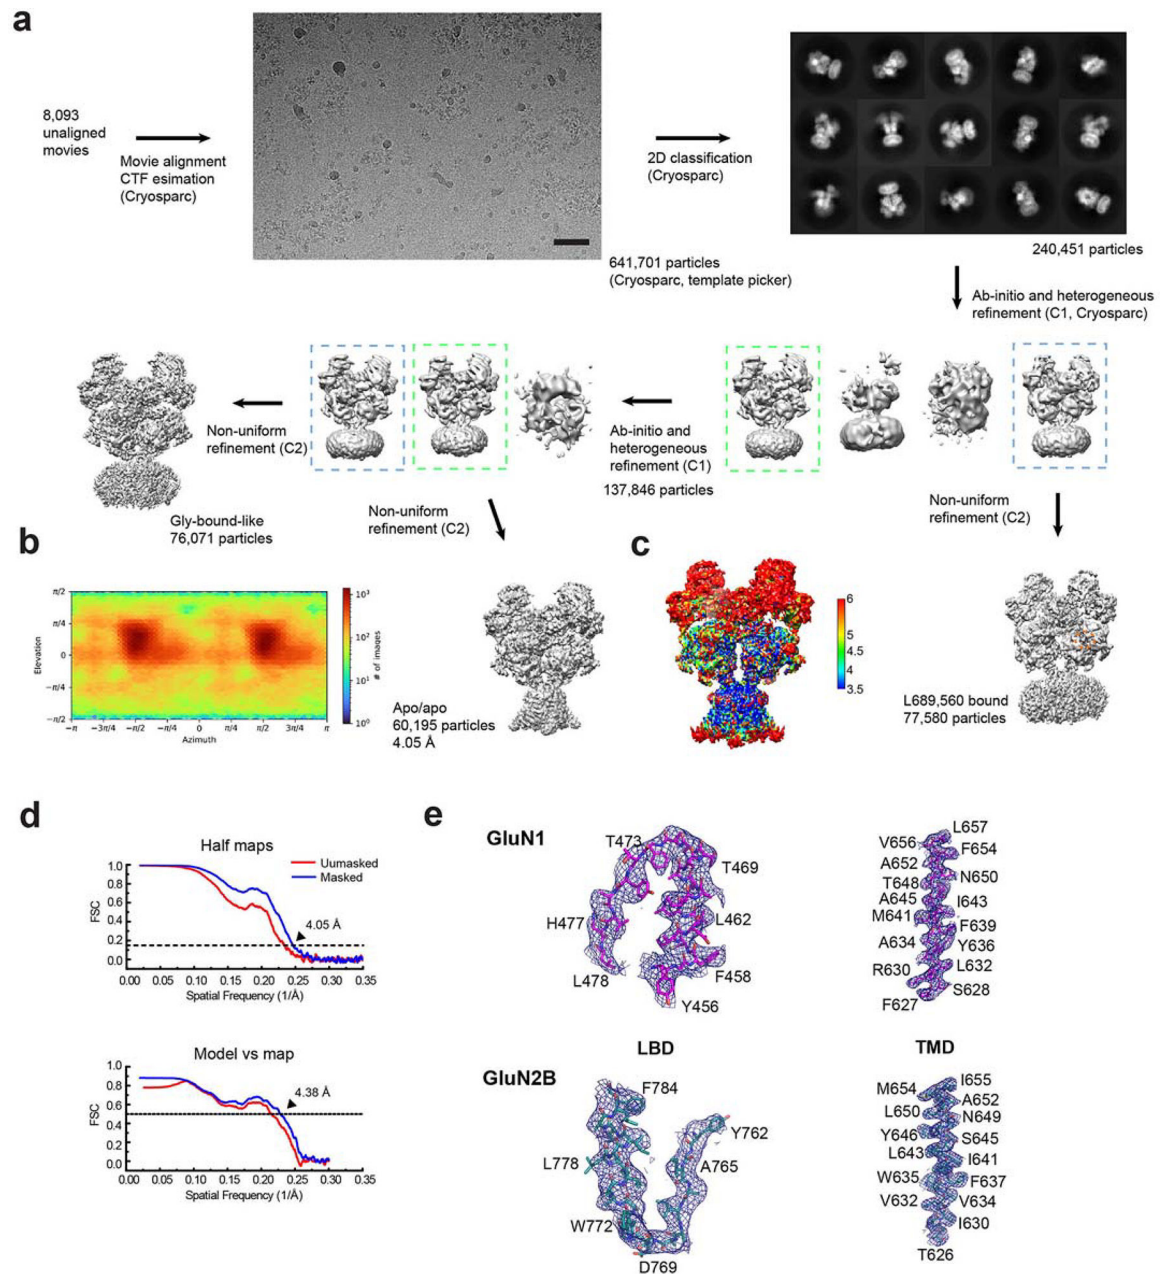 a
8,093
unaligned
movies
Movie alignment
CTF esimation
(Cryosparc)
2D classification
(Cryosparc)
641,701 particles
(Cryosparc, template picker)
240,451 particles
Ab-initio and heterogeneous
refinement (C1, Cryosparc)
Non-uniform
refinement (C2)
Ab-initio and
heterogeneous
refinement (C1)
137,846 particles
Gly-bound-like
76,071 particles
Non-uniform
refinement (C2)
Non-uniform
refinement (C2)
b
π/2
π/4
0
−π/4
−π/2
Elevation
−π
−3π/4
−π/2
−π/4
0
π/4
π/2
3π/4
π
Azimuth
10³
10²
10¹
10⁰
# of images
Apo/apo
60,195 particles
4.05 Å
c
6
5
4.5
3.5
L689,560 bound
77,580 particles
d
Half maps
Uumasked
Masked
FSC
1.0
0.8
0.6
0.4
0.2
0.0
4.05 Å
0.00 0.05 0.10 0.15 0.20 0.25 0.30 0.35
Spatial Frequency (1/Å)
Model vs map
FSC
1.0
0.8
0.6
0.4
0.2
0.0
4.38 Å
0.00 0.05 0.10 0.15 0.20 0.25 0.30 0.35
Spatial Frequency (1/Å)
e
GluN1
T473
T469
H477
L462
L478
F458
Y456
L657
V656
F654
A652
N650
T648
A645
I643
M641
F639
A634
Y636
R630
L632
S628
F627
LBD
TMD
GluN2B
F784
Y762
L778
A765
W772
D769
I655
M654
A652
L650
N649
Y646
S645
L643
I641
W635
F637
V632
V634
I630
T626